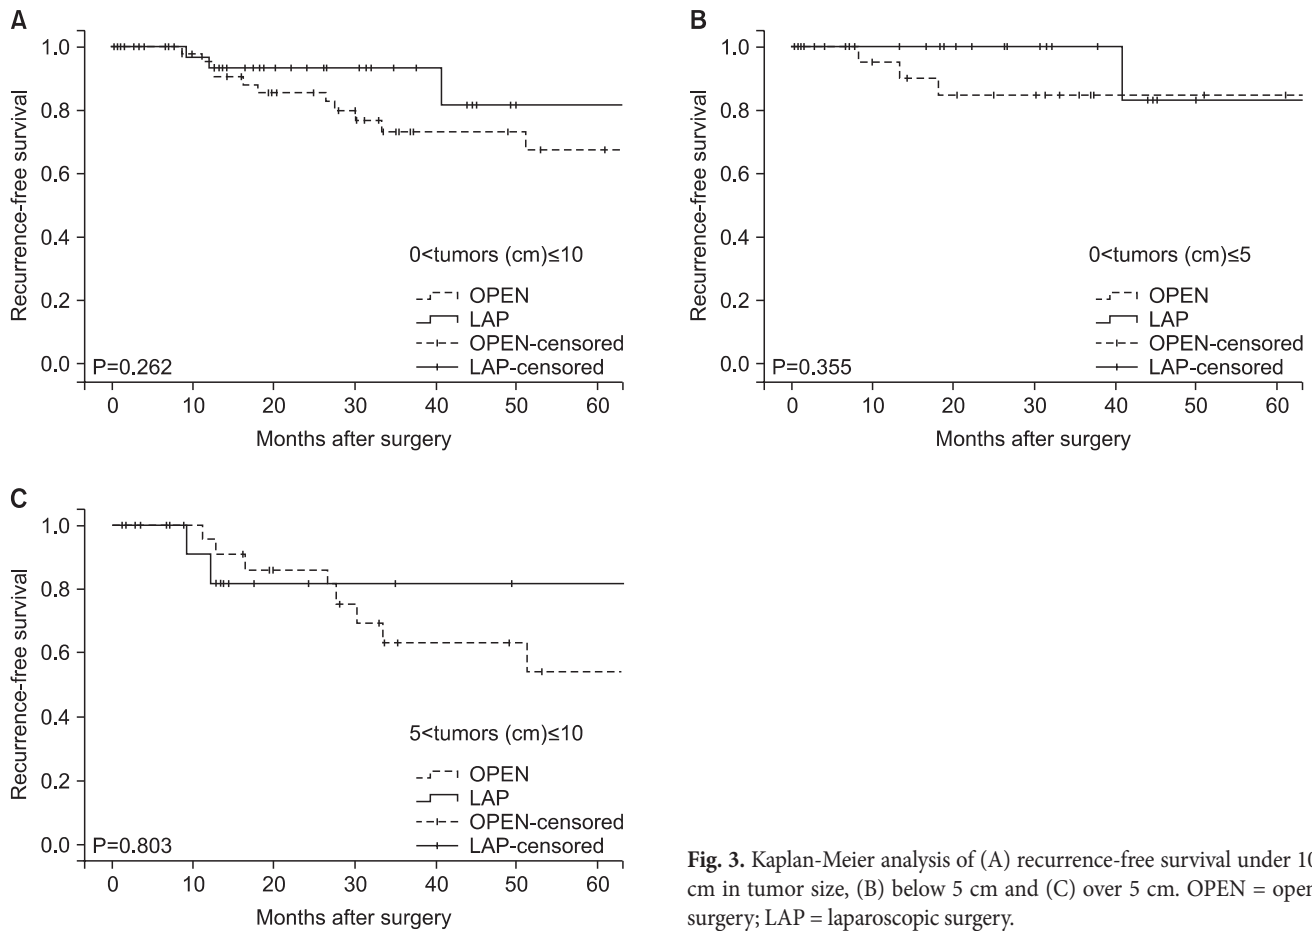 A
1.0
0.8
0.6
0.4
0.2
0.0
Recurrence-free survival
0<tumors (cm)≤10
OPEN
LAP
OPEN-censored
LAP-censored
P=0.262
0 10 20 30 40 50 60
Months after surgery
B
1.0
0.8
0.6
0.4
0.2
0.0
Recurrence-free survival
0<tumors (cm)≤5
OPEN
LAP
OPEN-censored
LAP-censored
P=0.355
0 10 20 30 40 50 60
Months after surgery
C
1.0
0.8
0.6
0.4
0.2
0.0
Recurrence-free survival
5<tumors (cm)≤10
OPEN
LAP
OPEN-censored
LAP-censored
P=0.803
0 10 20 30 40 50 60
Months after surgery
Fig. 3. Kaplan-Meier analysis of (A) recurrence-free survival under 10
cm in tumor size, (B) below 5 cm and (C) over 5 cm. OPEN = open
surgery; LAP = laparoscopic surgery.